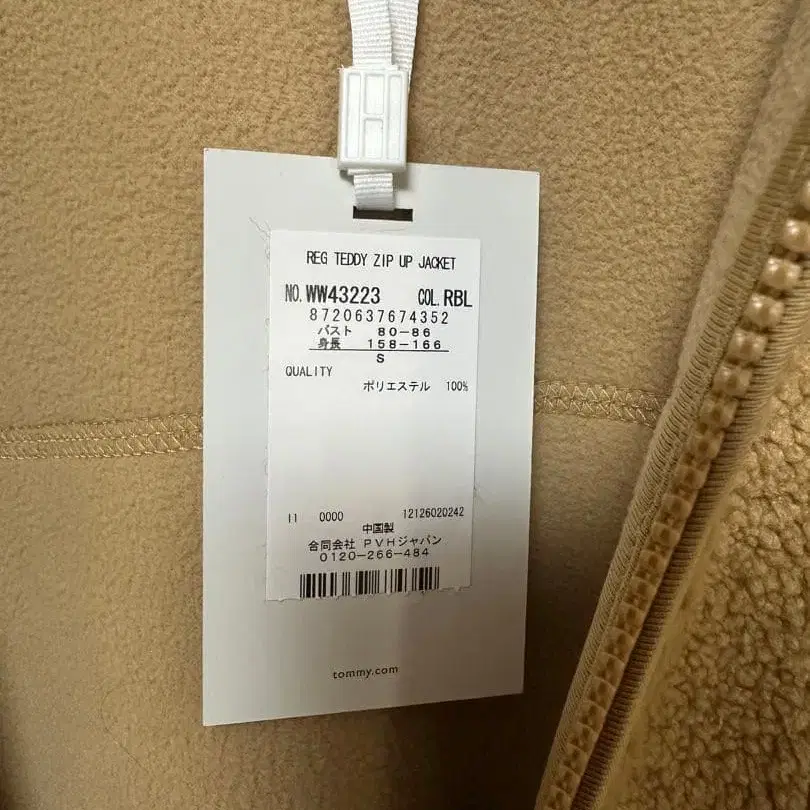 REG TEDDY ZIP UP JACKET
NO. WW43223 COL. RBL
8720637674352
バスト 80-86
身長 158-166
S
QUALITY
ポリエステル 100%
11 0000 12126020242
中国製
合同会社 PVHジャパン
0120-266-484
tommy.com